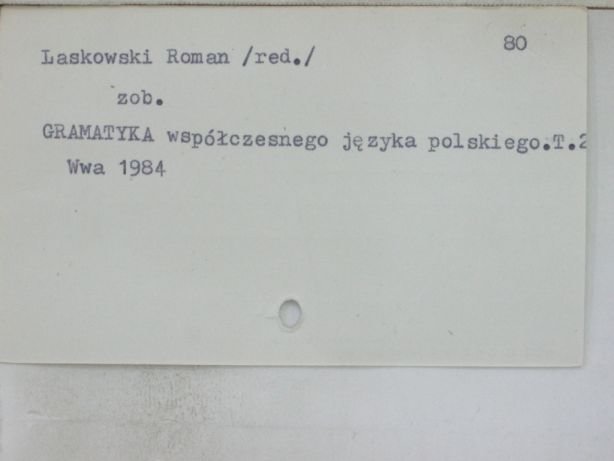 80
Laskowski Roman /red./
zob.
GRAMATYKA współczesnego języka polskiego.T.2
Wwa 1984